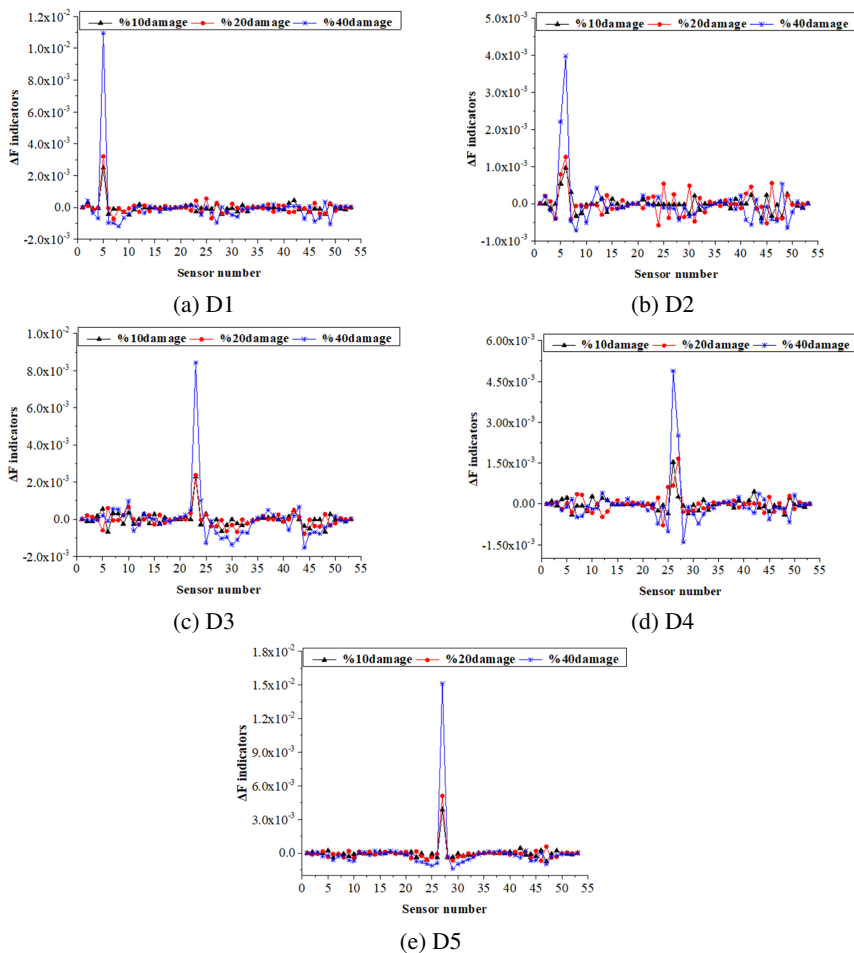 %10damage %20damage %40damage
1.2x10⁻²
1.0x10⁻²
8.0x10⁻³
6.0x10⁻³
4.0x10⁻³
2.0x10⁻³
0.0
-2.0x10⁻³
0 5 10 15 20 25 30 35 40 45 50 55
ΔF indicators
Sensor number
(a) D1
%10damage %20damage %40damage
5.0x10⁻³
4.0x10⁻³
3.0x10⁻³
2.0x10⁻³
1.0x10⁻³
0.0
-1.0x10⁻³
0 5 10 15 20 25 30 35 40 45 50 55
ΔF indicators
Sensor number
(b) D2
%10damage %20damage %40damage
1.0x10⁻²
8.0x10⁻³
6.0x10⁻³
4.0x10⁻³
2.0x10⁻³
0.0
-2.0x10⁻³
0 5 10 15 20 25 30 35 40 45 50 55
ΔF indicators
Sensor number
(c) D3
%10damage %20damage %40damage
6.00x10⁻³
4.50x10⁻³
3.00x10⁻³
1.50x10⁻³
0.00
-1.50x10⁻³
0 5 10 15 20 25 30 35 40 45 50 55
ΔF indicators
Sensor number
(d) D4
%10damage %20damage %40damage
1.8x10⁻²
1.5x10⁻²
1.2x10⁻²
9.0x10⁻³
6.0x10⁻³
3.0x10⁻³
0.0
0 5 10 15 20 25 30 35 40 45 50 55
ΔF indicators
Sensor number
(e) D5